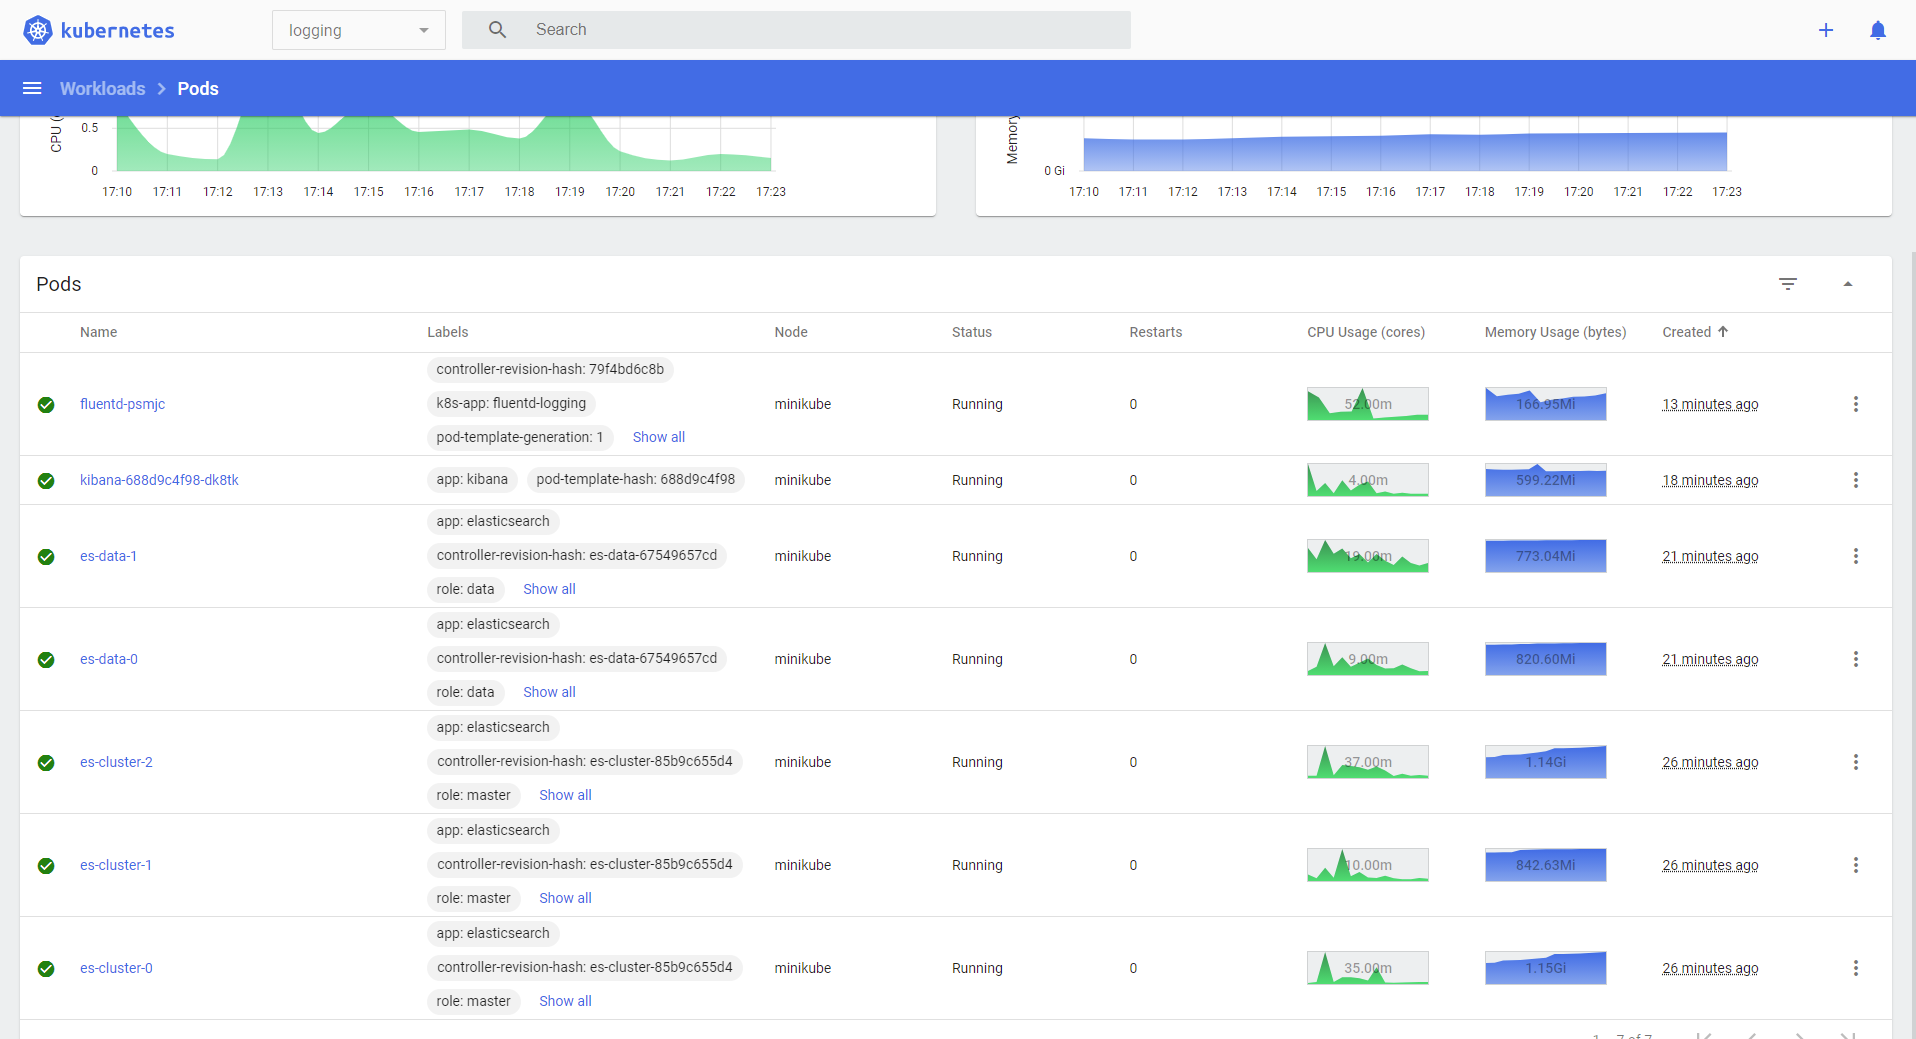 kubernetes
logging
Search
Workloads
Pods
CPU (
0.5
0
17:10 17:11 17:12 17:13 17:14 17:15 17:16 17:17 17:18 17:19 17:20 17:21 17:22 17:23
Memory
0 Gi
17:10 17:11 17:12 17:13 17:14 17:15 17:16 17:17 17:18 17:19 17:20 17:21 17:22 17:23
Pods
Name Labels Node Status Restarts CPU Usage (cores) Memory Usage (bytes) Created
controller-revision-hash: 79f4bd6c8b
fluentd-psmjc k8s-app: fluentd-logging minikube Running 0 52.00m 166.95Mi 13 minutes ago
pod-template-generation: 1 Show all
kibana-688d9c4f98-dk8tk app: kibana pod-template-hash: 688d9c4f98 minikube Running 0 4.00m 599.22Mi 18 minutes ago
app: elasticsearch
es-data-1 controller-revision-hash: es-data-67549657cd minikube Running 0 19.00m 773.04Mi 21 minutes ago
role: data Show all
app: elasticsearch
es-data-0 controller-revision-hash: es-data-67549657cd minikube Running 0 9.00m 820.60Mi 21 minutes ago
role: data Show all
app: elasticsearch
es-cluster-2 controller-revision-hash: es-cluster-85b9c655d4 minikube Running 0 37.00m 1.14Gi 26 minutes ago
role: master Show all
app: elasticsearch
es-cluster-1 controller-revision-hash: es-cluster-85b9c655d4 minikube Running 0 10.00m 842.63Mi 26 minutes ago
role: master Show all
app: elasticsearch
es-cluster-0 controller-revision-hash: es-cluster-85b9c655d4 minikube Running 0 35.00m 1.15Gi 26 minutes ago
role: master Show all
1 – 7 of 7